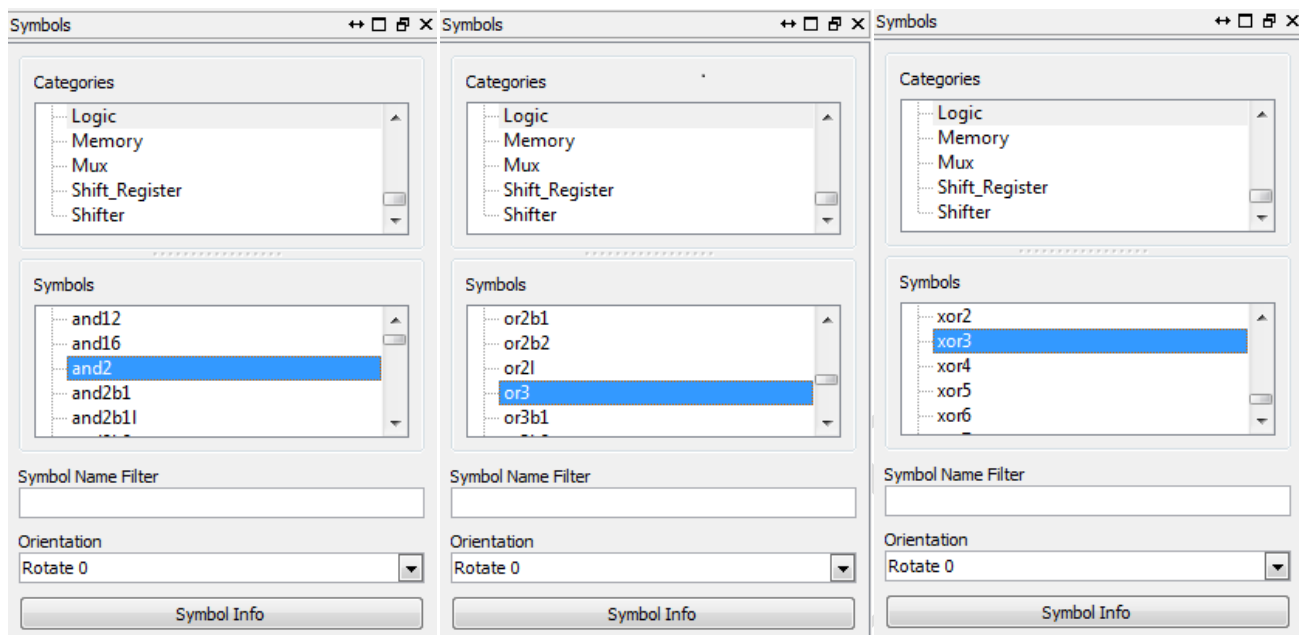 Symbols
Categories
Logic
Memory
Mux
Shift_Register
Shifter
Symbols
and12
and16
and2
and2b1
and2b1l
Symbol Name Filter
Orientation
Rotate 0
Symbol Info
Symbols
Categories
Logic
Memory
Mux
Shift_Register
Shifter
Symbols
or2b1
or2b2
or2l
or3
or3b1
Symbol Name Filter
Orientation
Rotate 0
Symbol Info
Symbols
Categories
Logic
Memory
Mux
Shift_Register
Shifter
Symbols
xor2
xor3
xor4
xor5
xor6
Symbol Name Filter
Orientation
Rotate 0
Symbol Info